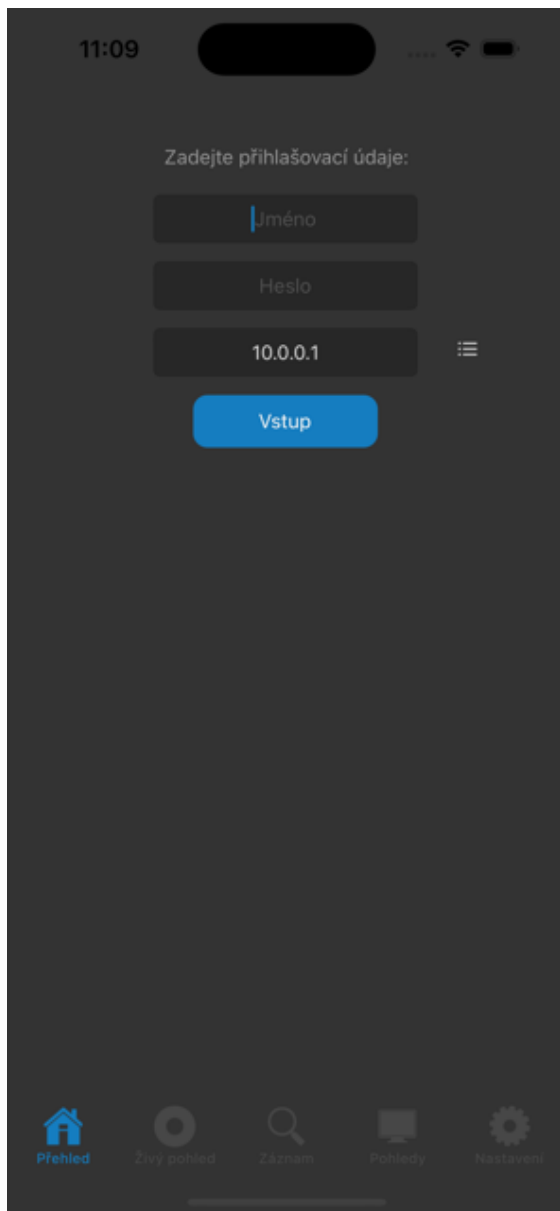 11:09
Zadejte přihlašovací údaje:
Jméno
Heslo
10.0.0.1
Vstup
Přehled
Živý pohled
Záznam
Pohledy
Nastavení